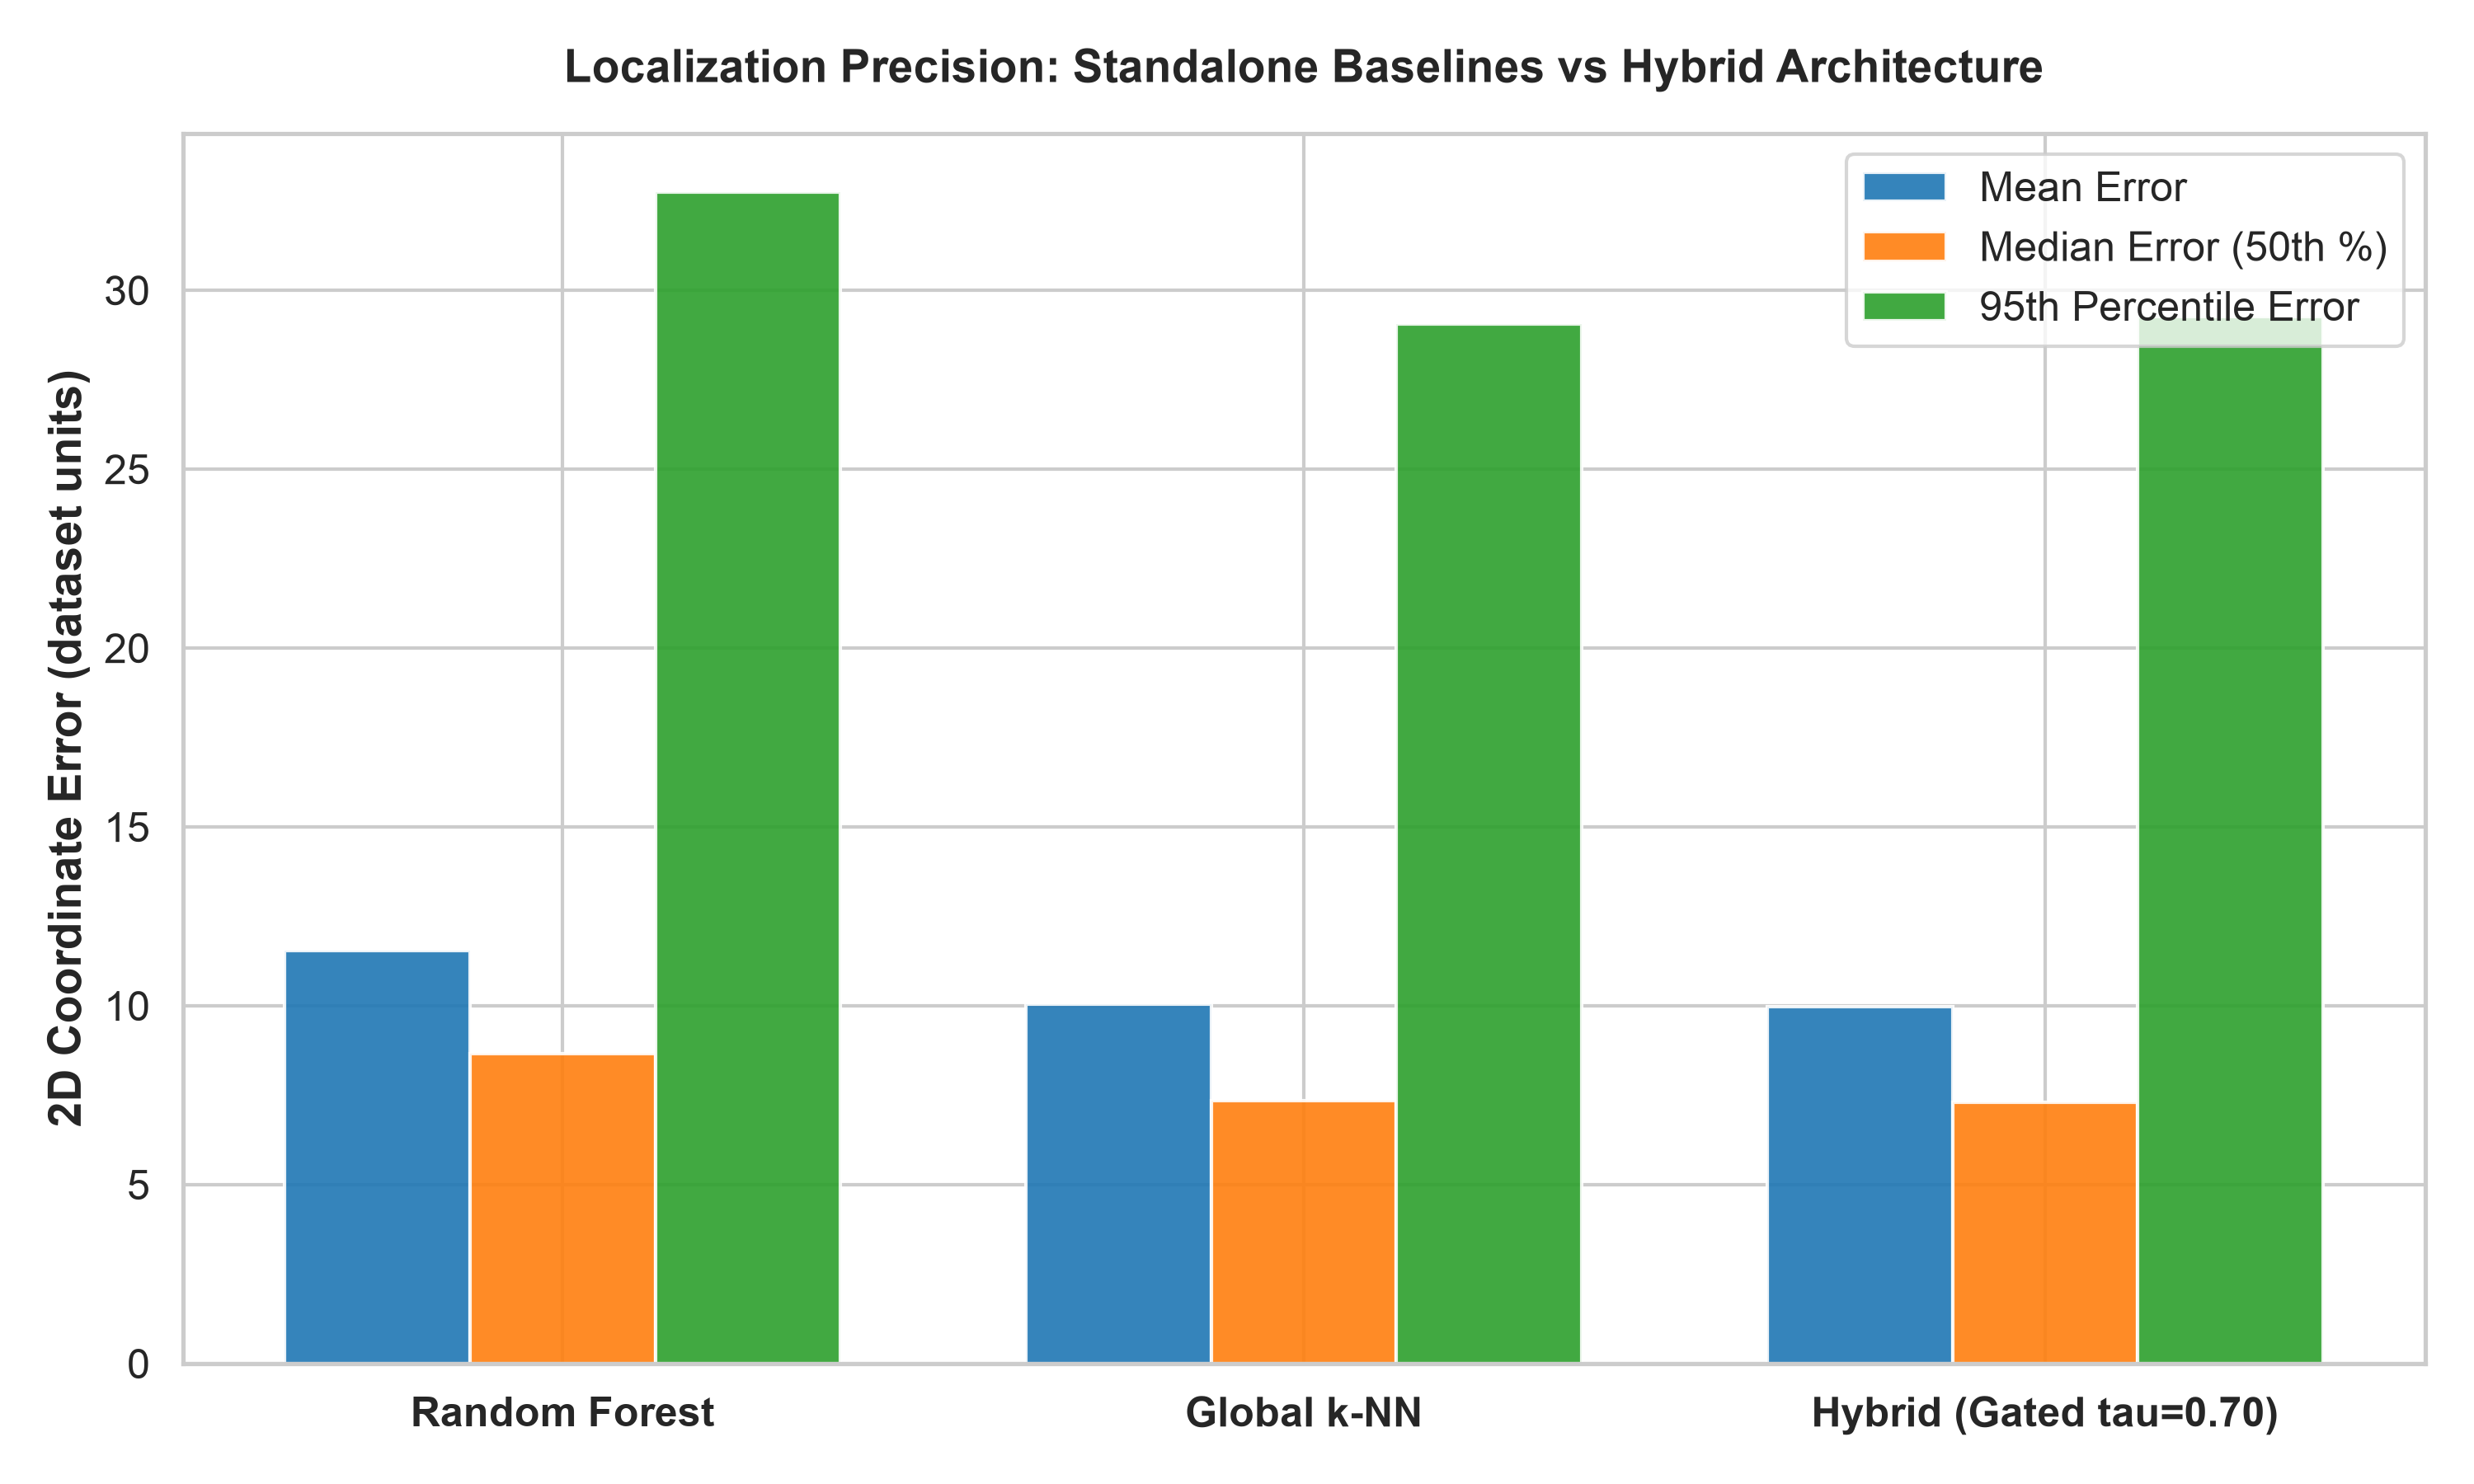 Localization Precision: Standalone Baselines vs Hybrid Architecture
Mean Error
Median Error (50th %)
95th Percentile Error
2D Coordinate Error (dataset units)
30
25
20
15
10
5
0
Random Forest
Global k-NN
Hybrid (Gated tau=0.70)